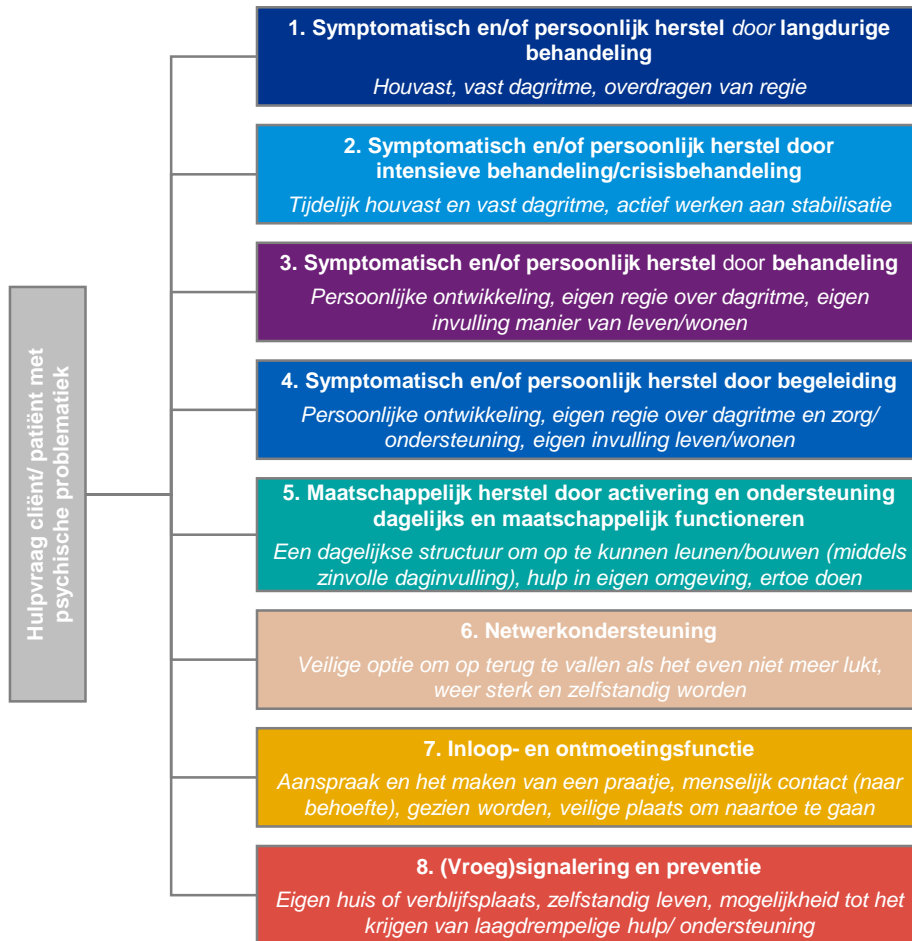 Hulpvraag cliënt/ patiënt met
psychische problematiek
1. Symptomatisch en/of persoonlijk herstel door langdurige
behandeling
Houvast, vast dagritme, overdragen van regie
2. Symptomatisch en/of persoonlijk herstel door
intensieve behandeling/crisisbehandeling
Tijdelijk houvast en vast dagritme, actief werken aan stabilisatie
3. Symptomatisch en/of persoonlijk herstel door behandeling
Persoonlijke ontwikkeling, eigen regie over dagritme, eigen
invulling manier van leven/wonen
4. Symptomatisch en/of persoonlijk herstel door begeleiding
Persoonlijke ontwikkeling, eigen regie over dagritme en zorg/
ondersteuning, eigen invulling leven/wonen
5. Maatschappelijk herstel door activering en ondersteuning
dagelijks en maatschappelijk functioneren
Een dagelijkse structuur om op te kunnen leunen/bouwen (middels
zinvolle daginvulling), hulp in eigen omgeving, ertoe doen
6. Netwerkondersteuning
Veilige optie om op terug te vallen als het even niet meer lukt,
weer sterk en zelfstandig worden
7. Inloop- en ontmoetingsfunctie
Aanspraak en het maken van een praatje, menselijk contact (naar
behoefte), gezien worden, veilige plaats om naartoe te gaan
8. (Vroeg)signalering en preventie
Eigen huis of verblijfsplaats, zelfstandig leven, mogelijkheid tot het
krijgen van laagdrempelige hulp/ ondersteuning